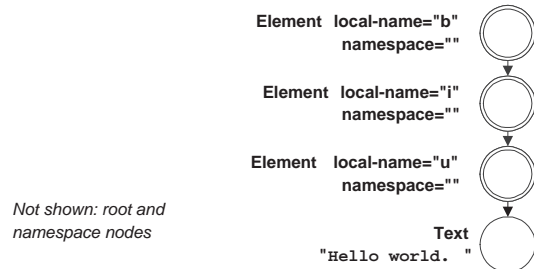 Element local-name="b"
namespace=""
Element local-name="i"
namespace=""
Element local-name="u"
namespace=""
Not shown: root and
namespace nodes
Text
"Hello world. "